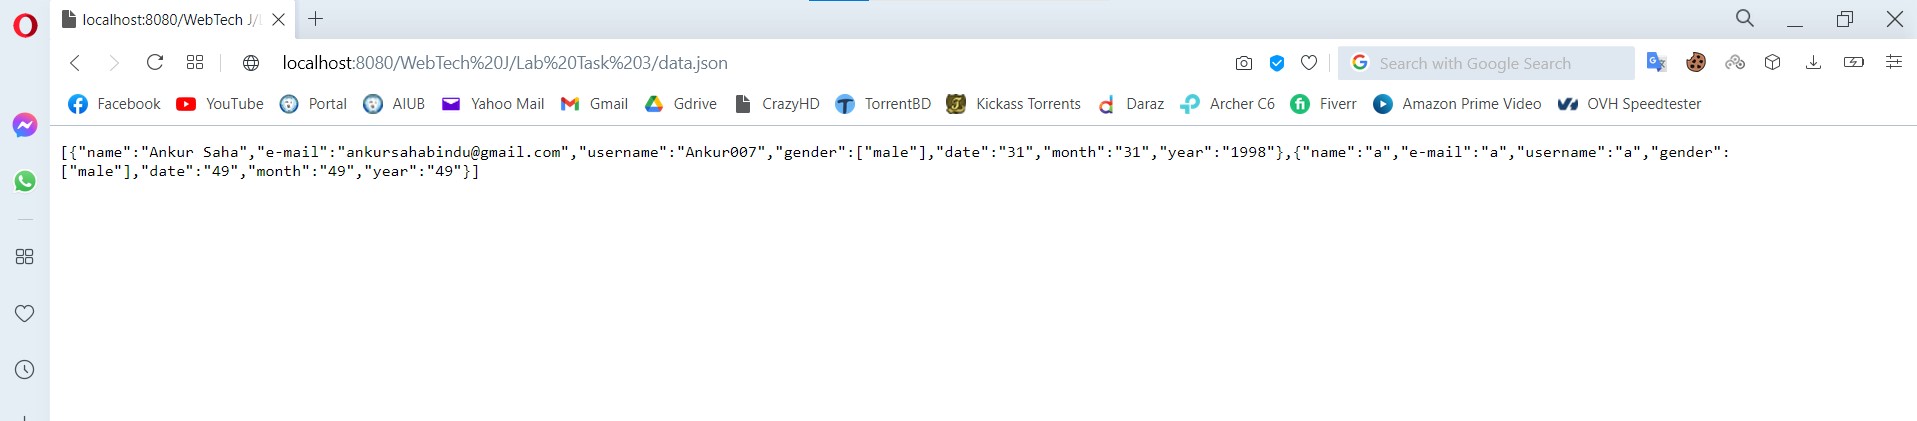 localhost:8080/WebTech J/L
localhost:8080/WebTech%20J/Lab%20Task%203/data.json
Search with Google Search
Facebook YouTube Portal AIUB Yahoo Mail Gmail Gdrive CrazyHD TorrentBD Kickass Torrents Daraz Archer C6 Fiverr Amazon Prime Video OVH Speedtester
[{"name":"Ankur Saha","e-mail":"ankursahabindu@gmail.com","username":"Ankur007","gender":["male"],"date":"31","month":"31","year":"1998"},{"name":"a","e-mail":"a","username":"a","gender":
["male"],"date":"49","month":"49","year":"49"}]